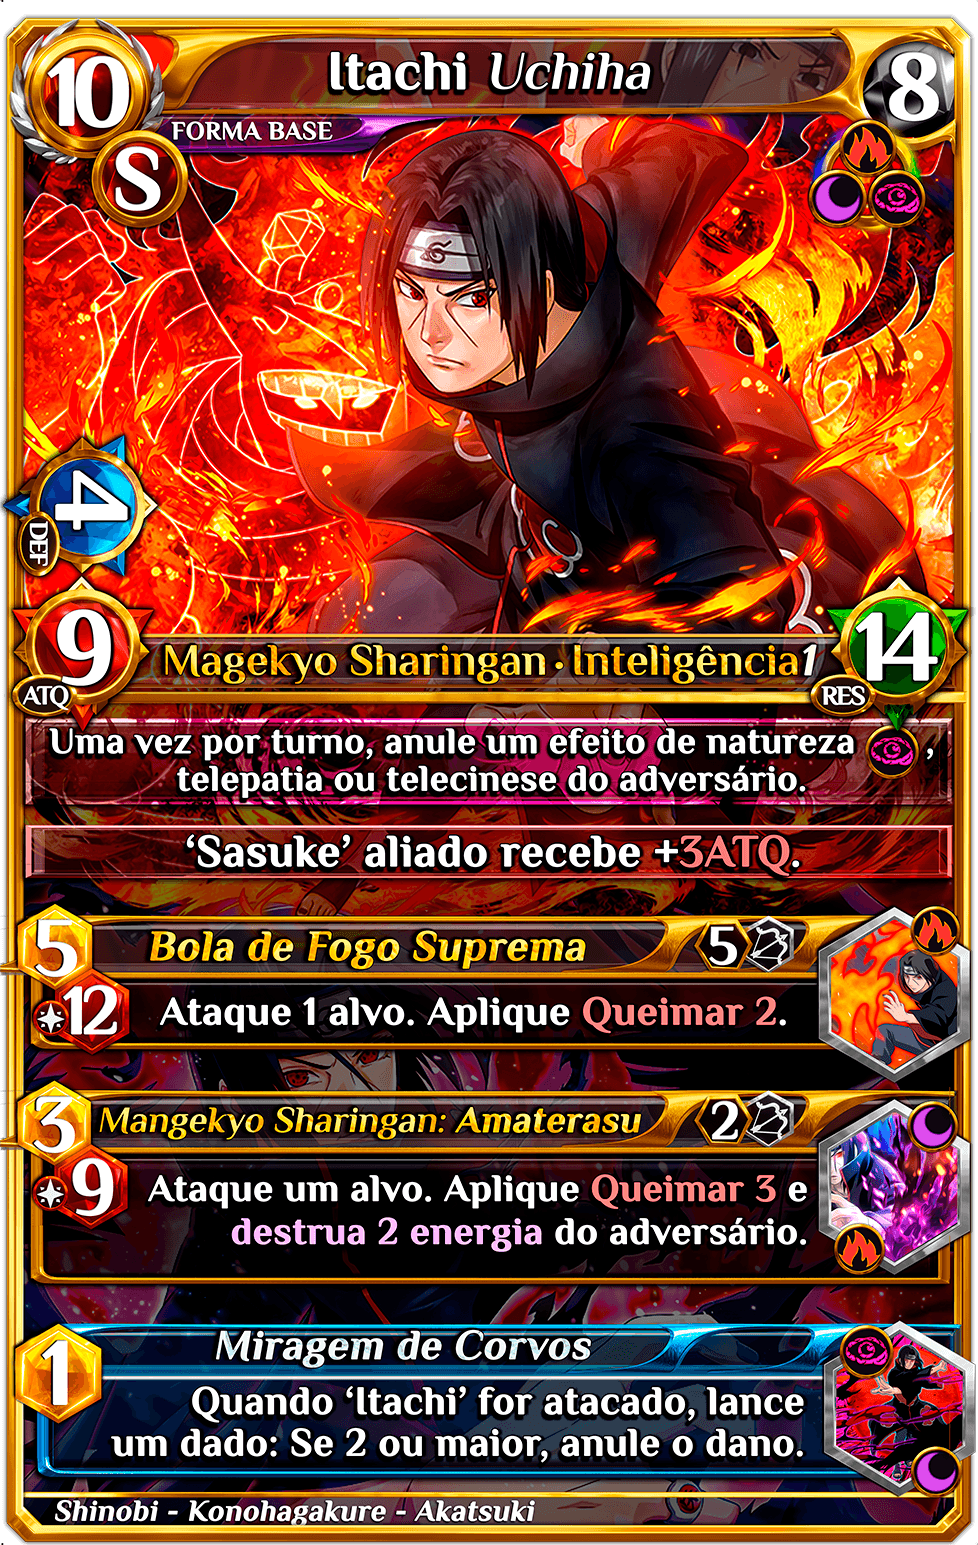 10
Itachi Uchiha
8
FORMA BASE
S
4
DEF
9
ATQ
Magekyo Sharingan · Inteligência1
14
RES
Uma vez por turno, anule um efeito de natureza ,
telepatia ou telecinese do adversário.
‘Sasuke’ aliado recebe +3ATQ.
5
Bola de Fogo Suprema
5
12
Ataque 1 alvo. Aplique Queimar 2.
3
Mangekyo Sharingan: Amaterasu
2
9
Ataque um alvo. Aplique Queimar 3 e
destrua 2 energia do adversário.
1
Miragem de Corvos
Quando ‘Itachi’ for atacado, lance
um dado: Se 2 ou maior, anule o dano.
Shinobi - Konohagakure - Akatsuki